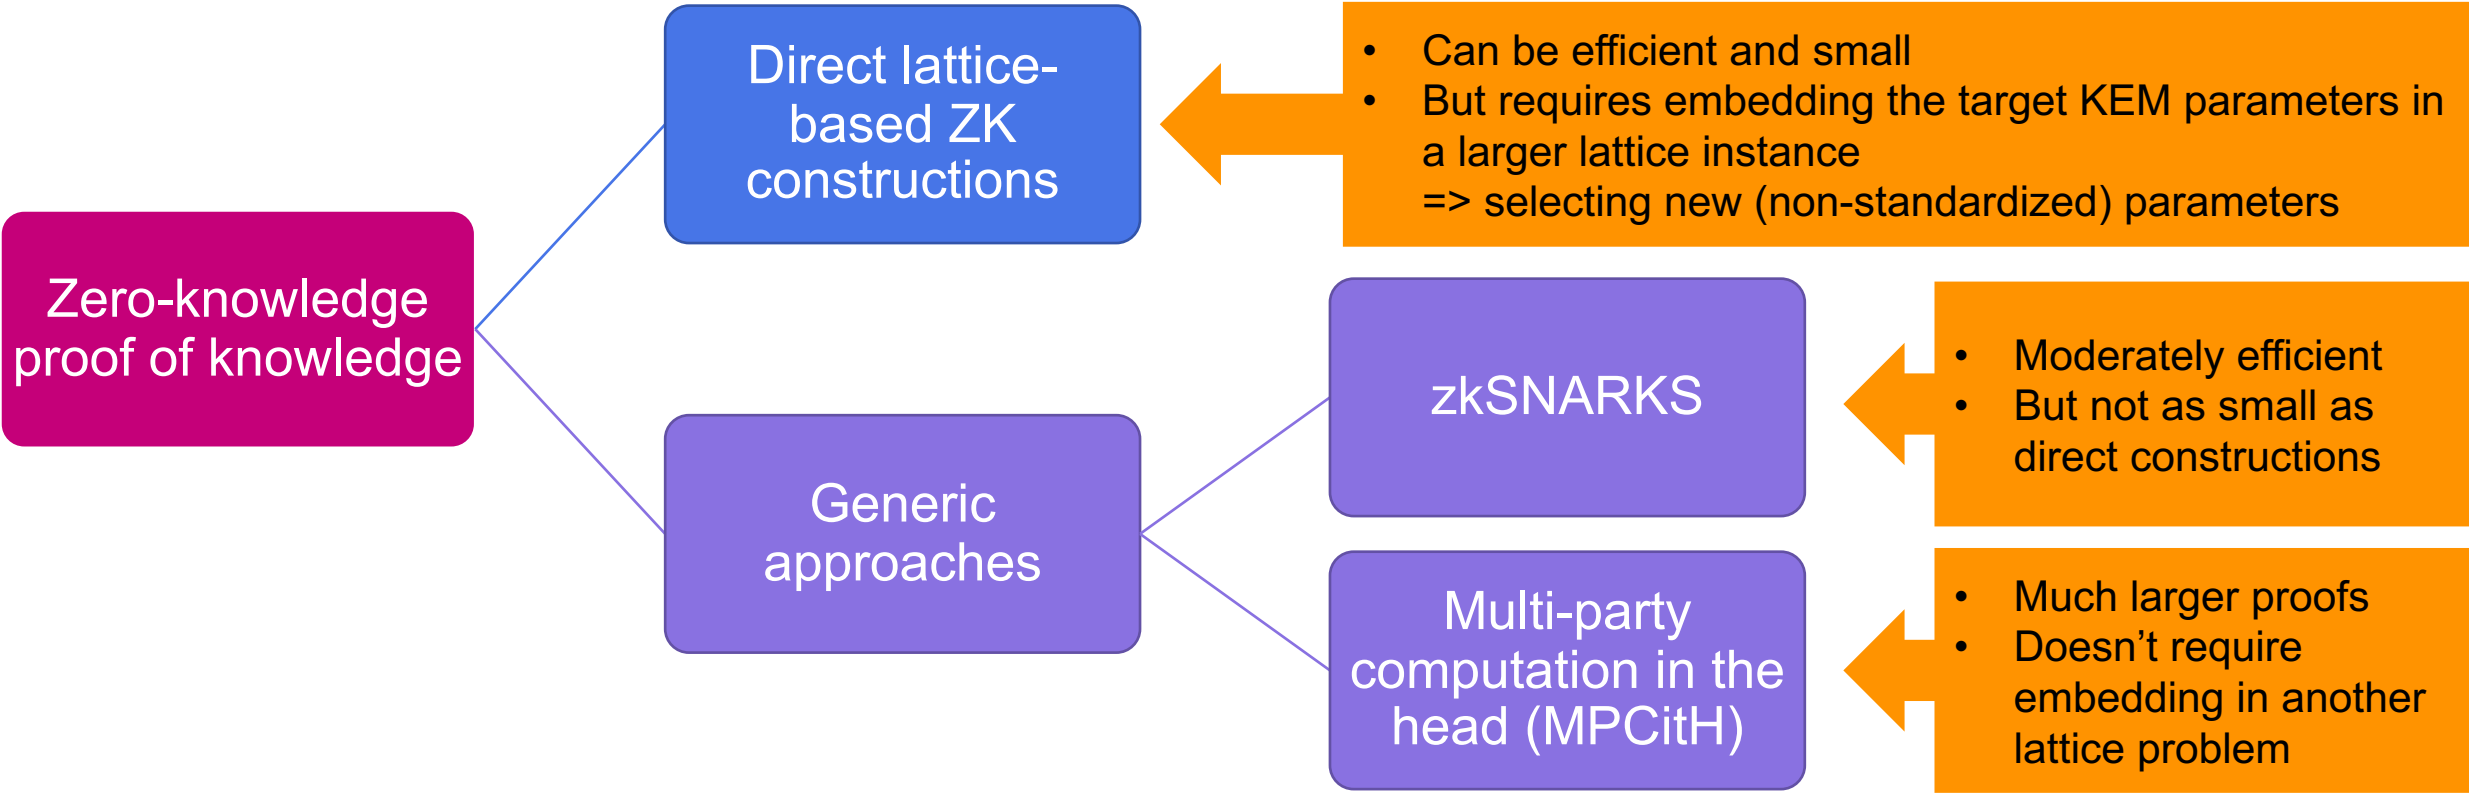 Zero-knowledge
proof of knowledge
Direct lattice-
based ZK
constructions
• Can be efficient and small
• But requires embedding the target KEM parameters in
a larger lattice instance
=> selecting new (non-standardized) parameters
Generic
approaches
zkSNARKS
• Moderately efficient
• But not as small as
direct constructions
Multi-party
computation in the
head (MPCitH)
• Much larger proofs
• Doesn’t require
embedding in another
lattice problem